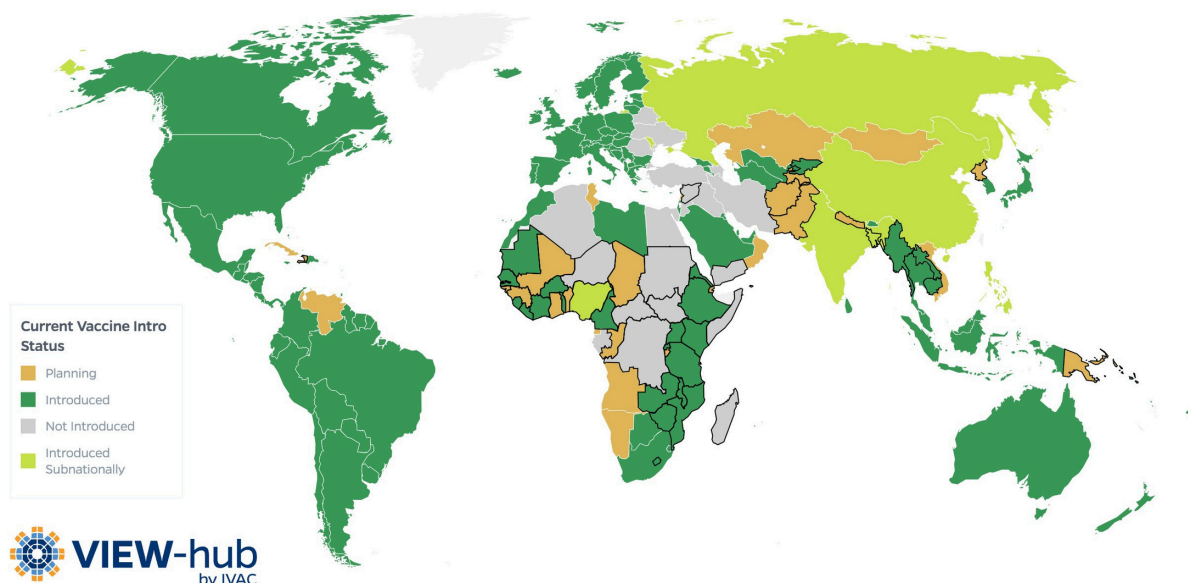 Current Vaccine Intro
Status
Planning
Introduced
Not Introduced
Introduced
Subnationally
VIEW-hub
by IVAC